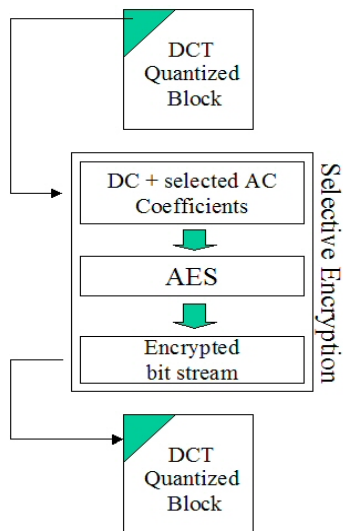 DCT
Quantized
Block
DC + selected AC
Coefficients
AES
Encrypted
bit stream
Selective Encryption
DCT
Quantized
Block